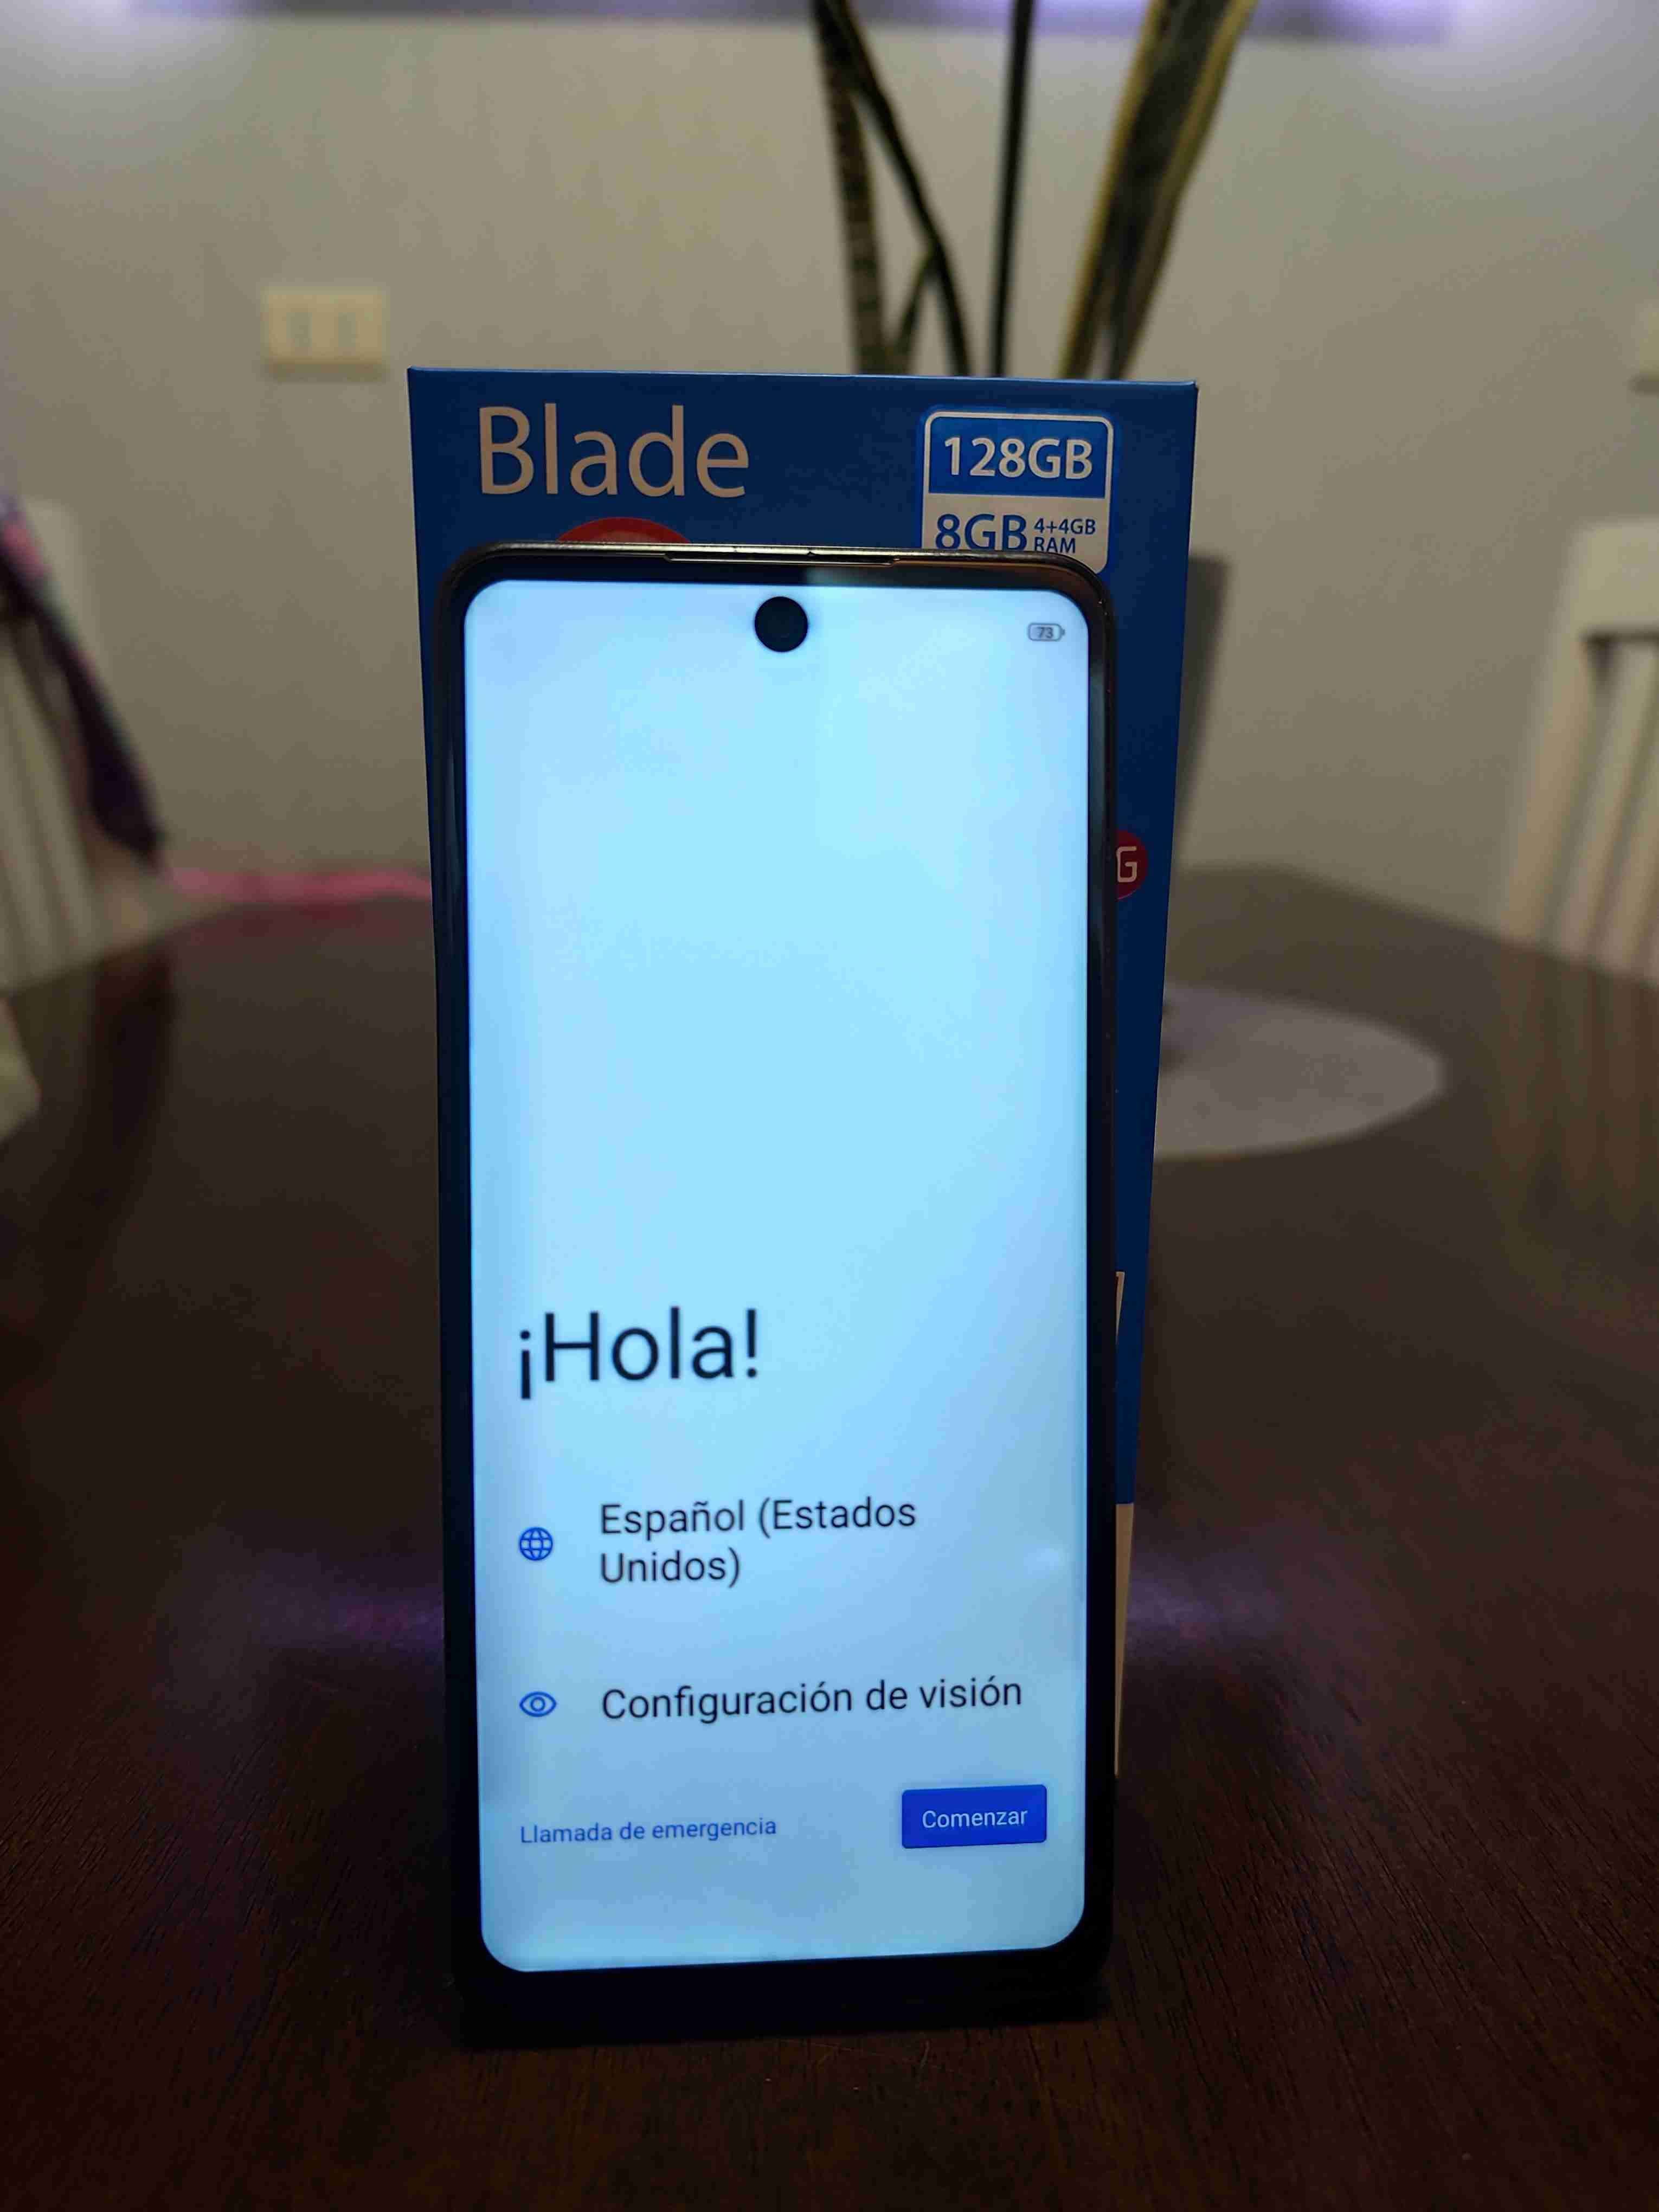 Blade
128GB
8GB 4+4GB
RAM
73
G
¡Hola!
Español (Estados
Unidos)
Configuración de visión
Llamada de emergencia
Comenzar